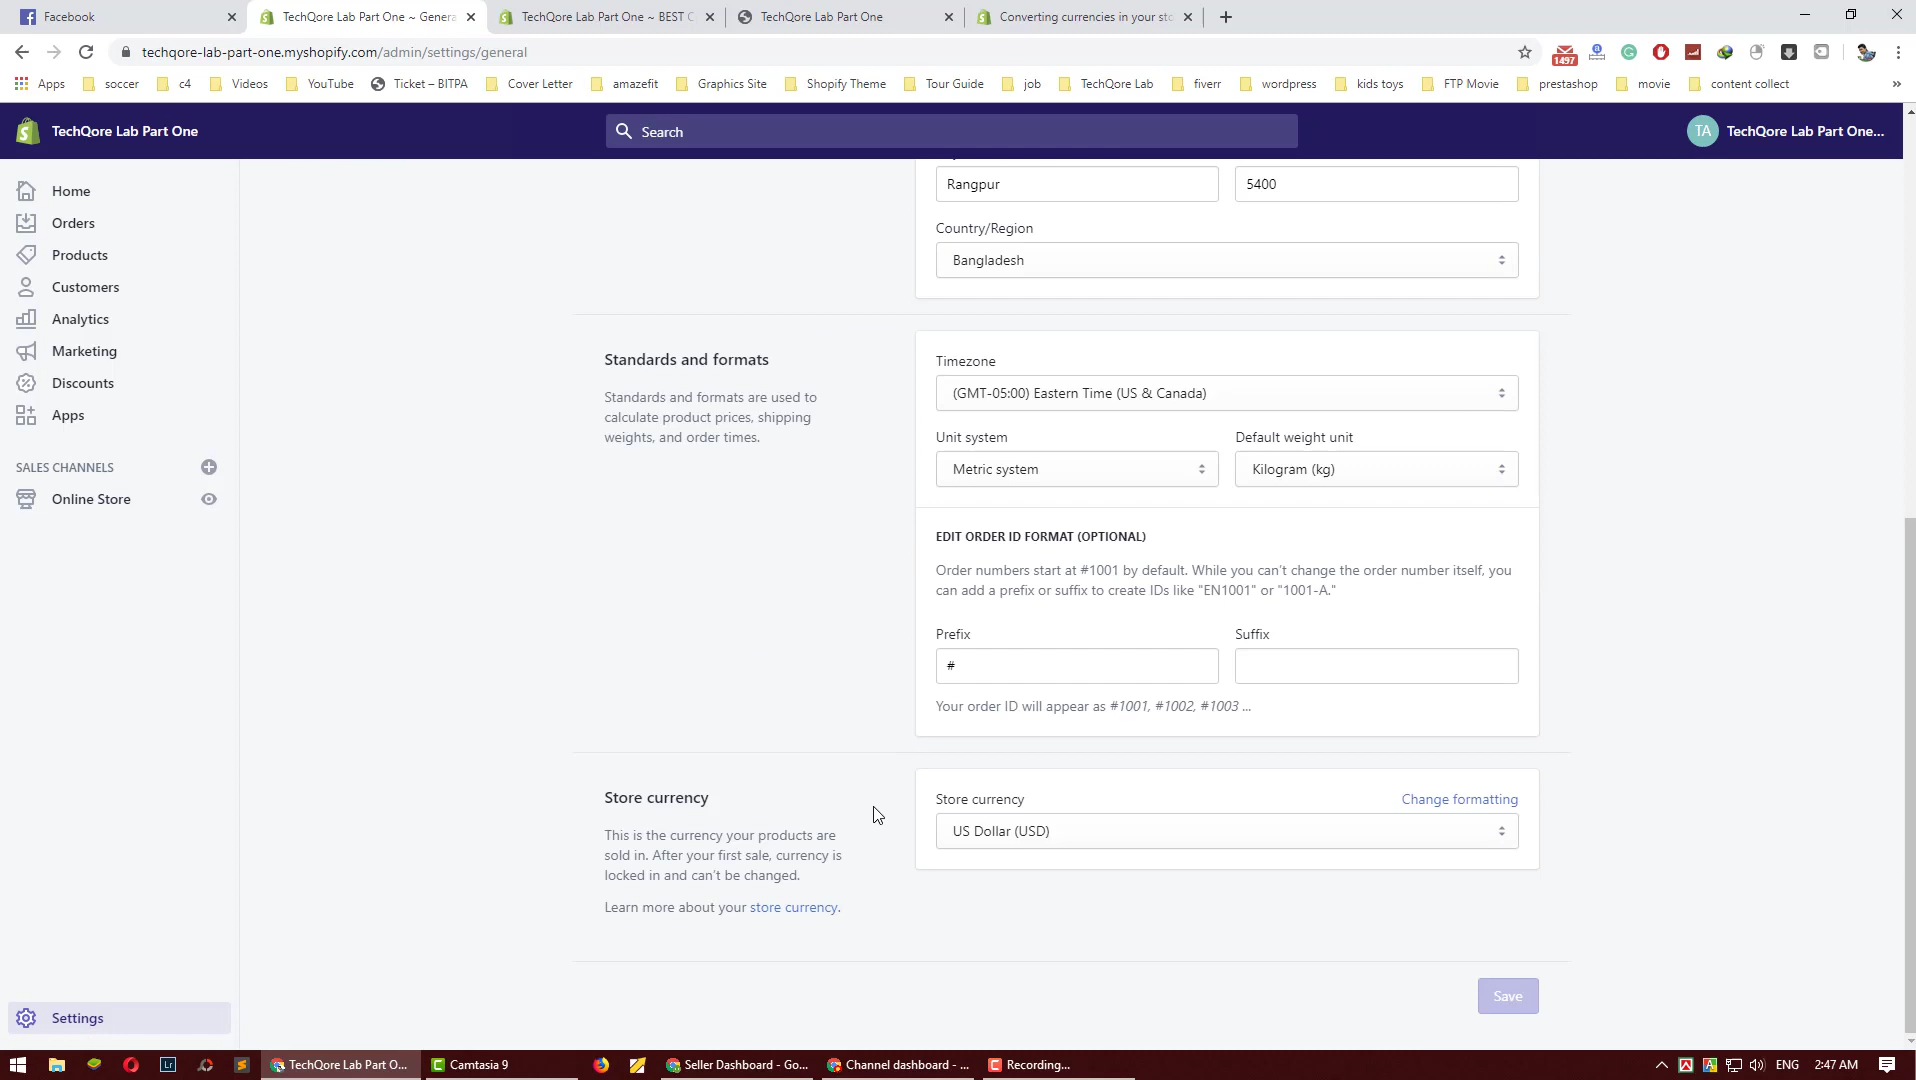 Facebook
TechQore Lab Part One ~ Genera
TechQore Lab Part One ~ BEST C
TechQore Lab Part One
Converting currencies in your sto
techqore-lab-part-one.myshopify.com/admin/settings/general
1497
Apps
soccer
c4
Videos
YouTube
Ticket – BITPA
Cover Letter
amazefit
Graphics Site
Shopify Theme
Tour Guide
job
TechQore Lab
fiverr
wordpress
kids toys
FTP Movie
prestashop
movie
content collect
TechQore Lab Part One
Search
TA
TechQore Lab Part One...
Home
Orders
Products
Customers
Analytics
Marketing
Discounts
Apps
SALES CHANNELS
Online Store
Settings
Rangpur
5400
Country/Region
Bangladesh
Standards and formats
Standards and formats are used to
calculate product prices, shipping
weights, and order times.
Timezone
(GMT-05:00) Eastern Time (US & Canada)
Unit system
Default weight unit
Metric system
Kilogram (kg)
EDIT ORDER ID FORMAT (OPTIONAL)
Order numbers start at #1001 by default. While you can't change the order number itself, you
can add a prefix or suffix to create IDs like "EN1001" or "1001-A."
Prefix
Suffix
#
Your order ID will appear as #1001, #1002, #1003 ...
Store currency
This is the currency your products are
sold in. After your first sale, currency is
locked in and can't be changed.
Learn more about your store currency.
Store currency
Change formatting
US Dollar (USD)
Save
TechQore Lab Part O...
Camtasia 9
Seller Dashboard - Go...
Channel dashboard - ...
Recording...
ENG
2:47 AM